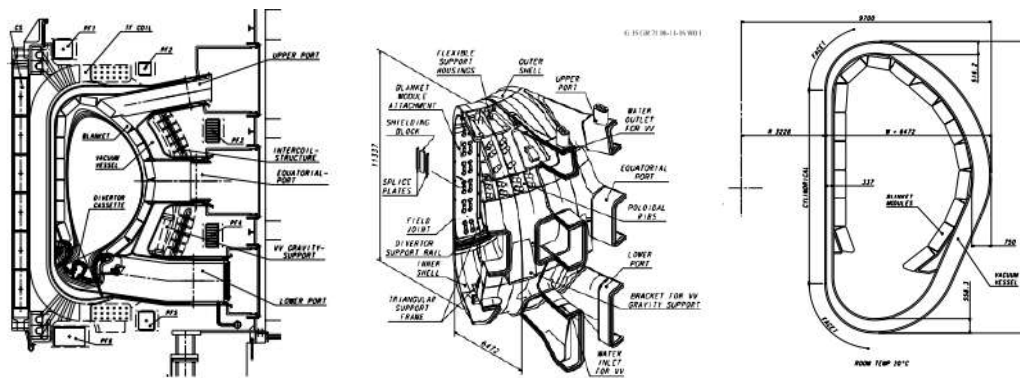 CS
PF1
TF COIL
PF2
UPPER PORT
BLANKET
VACUUM
VESSEL
PF3
INTERCOIL-
STRUCTURE
EQUATORIAL-
PORT
DIVERTOR
CASSETTE
PF4
VV GRAVITY-
SUPPORT
LOWER PORT
PF5
PF6
FLEXIBLE
SUPPORT
HOUSINGS
OUTER
SHELL
UPPER
PORT
BLANKET
MODULE
ATTACHMENT
WATER
OUTLET
FOR VV
SHIELDING
BLOCK
11337
EQUATORIAL
PORT
SPLICE
PLATES
POLOIDAL
RIBS
FIELD
JOINT
DIVERTOR
SUPPORT RAIL
INNER
SHELL
LOWER
PORT
TRIANGULAR
SUPPORT
FRAME
BRACKET FOR VV
GRAVITY SUPPORT
6472
WATER
INLET
FOR VV
9700
FACET
R 3228
W = 6472
CYLINDRICAL
337
BLANKET
MODULES
750
VACUUM
VESSEL
FACET
ROOM TEMP 20°C